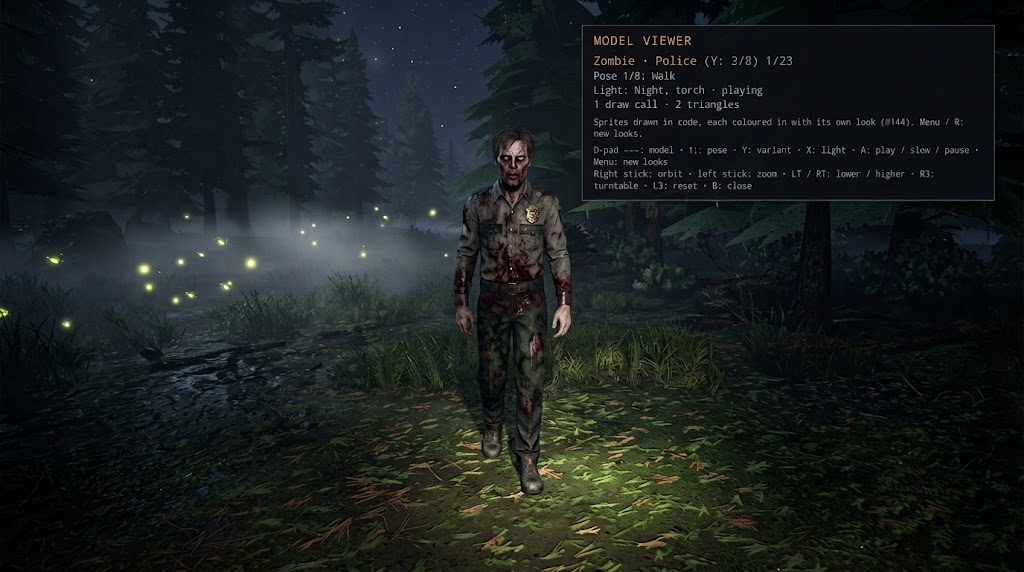 MODEL VIEWER
Zombie · Police (Y: 3/8) 1/23
Pose 1/8: Walk
Light: Night, torch · playing
1 draw call · 2 triangles
Sprites drawn in code, each coloured in with its own look (#144). Menu / R:
new looks.
D-pad ---: model · 1:: pose · Y: variant · X: light · A: play / slow / pause ·
Menu: new looks
Right stick: orbit · left stick: zoom · LT / RT: lower / higher · R3:
turntable · L3: reset · B: close